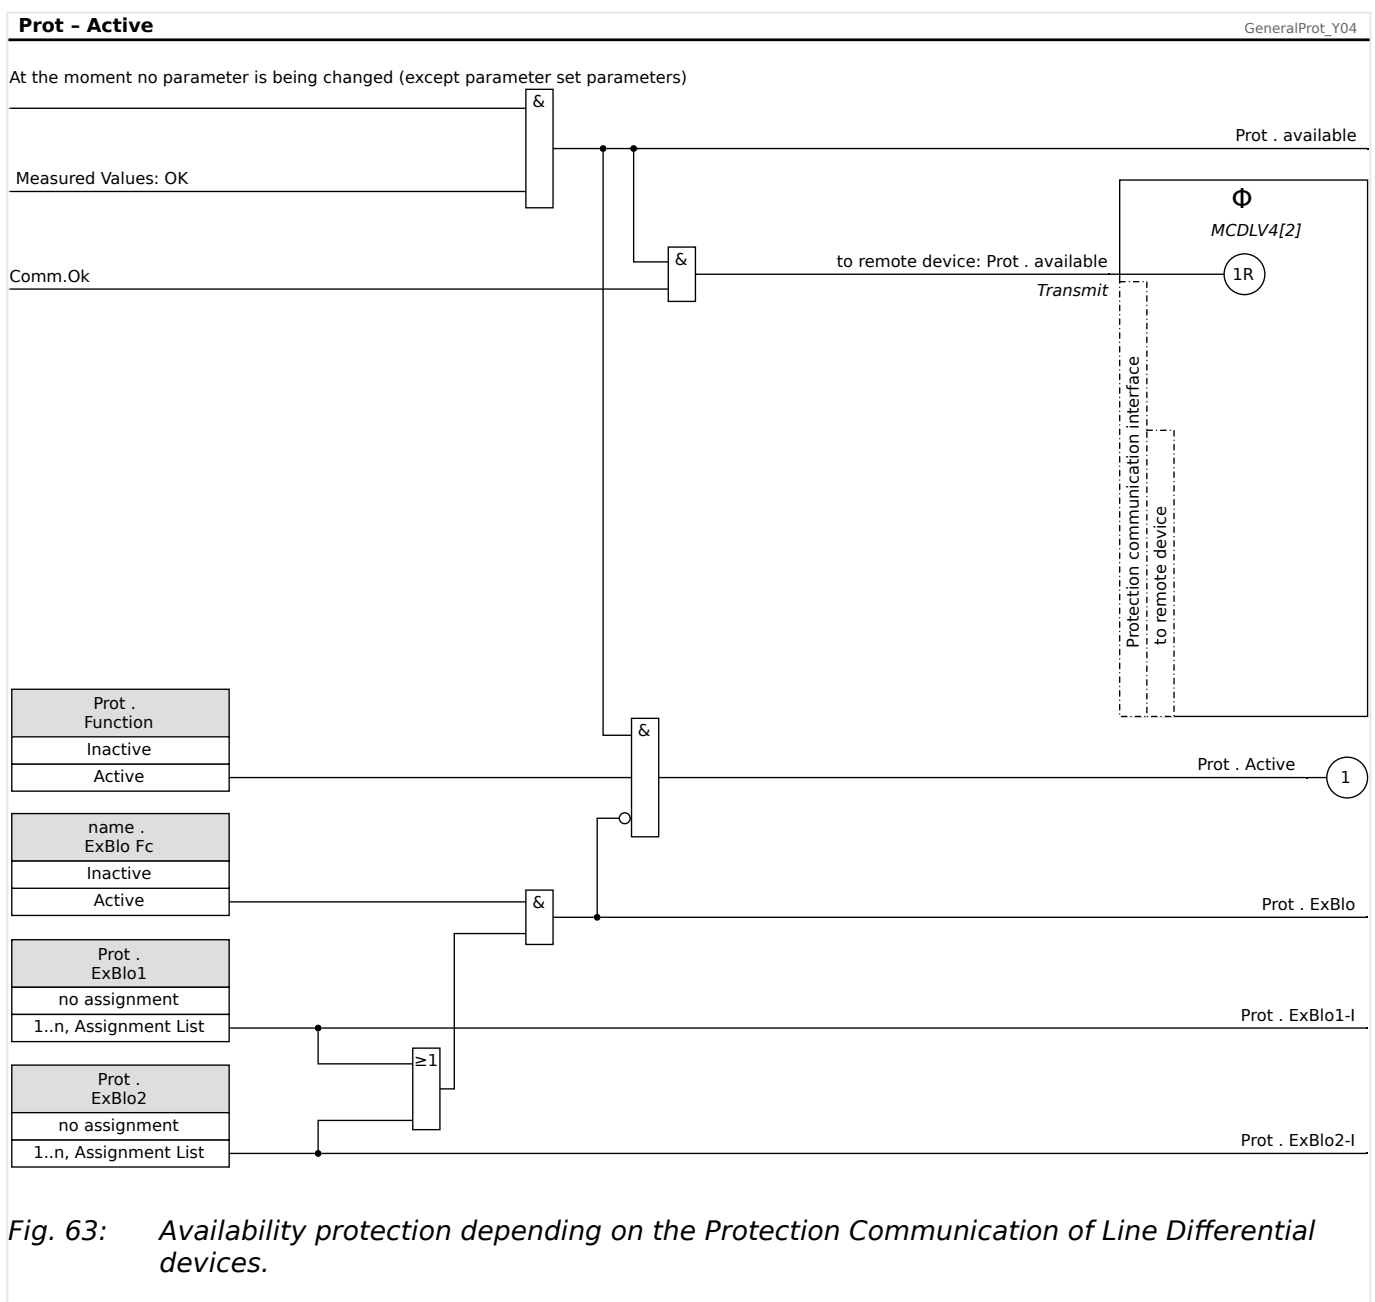 Prot – Active
GeneralProt_Y04
At the moment no parameter is being changed (except parameter set parameters)
&
Prot . available
Measured Values: OK
Φ
MCDLV4[2]
&
to remote device: Prot . available
1R
Comm.Ok
Transmit
Protection communication interface
to remote device
Prot .
Function
&
Inactive
Active
Prot . Active
1
name .
ExBlo Fc
Inactive
Active
&
Prot . ExBlo
Prot .
ExBlo1
no assignment
1..n, Assignment List
Prot . ExBlo1-I
≥1
Prot .
ExBlo2
no assignment
1..n, Assignment List
Prot . ExBlo2-I
Fig. 63: Availability protection depending on the Protection Communication of Line Differential
devices.